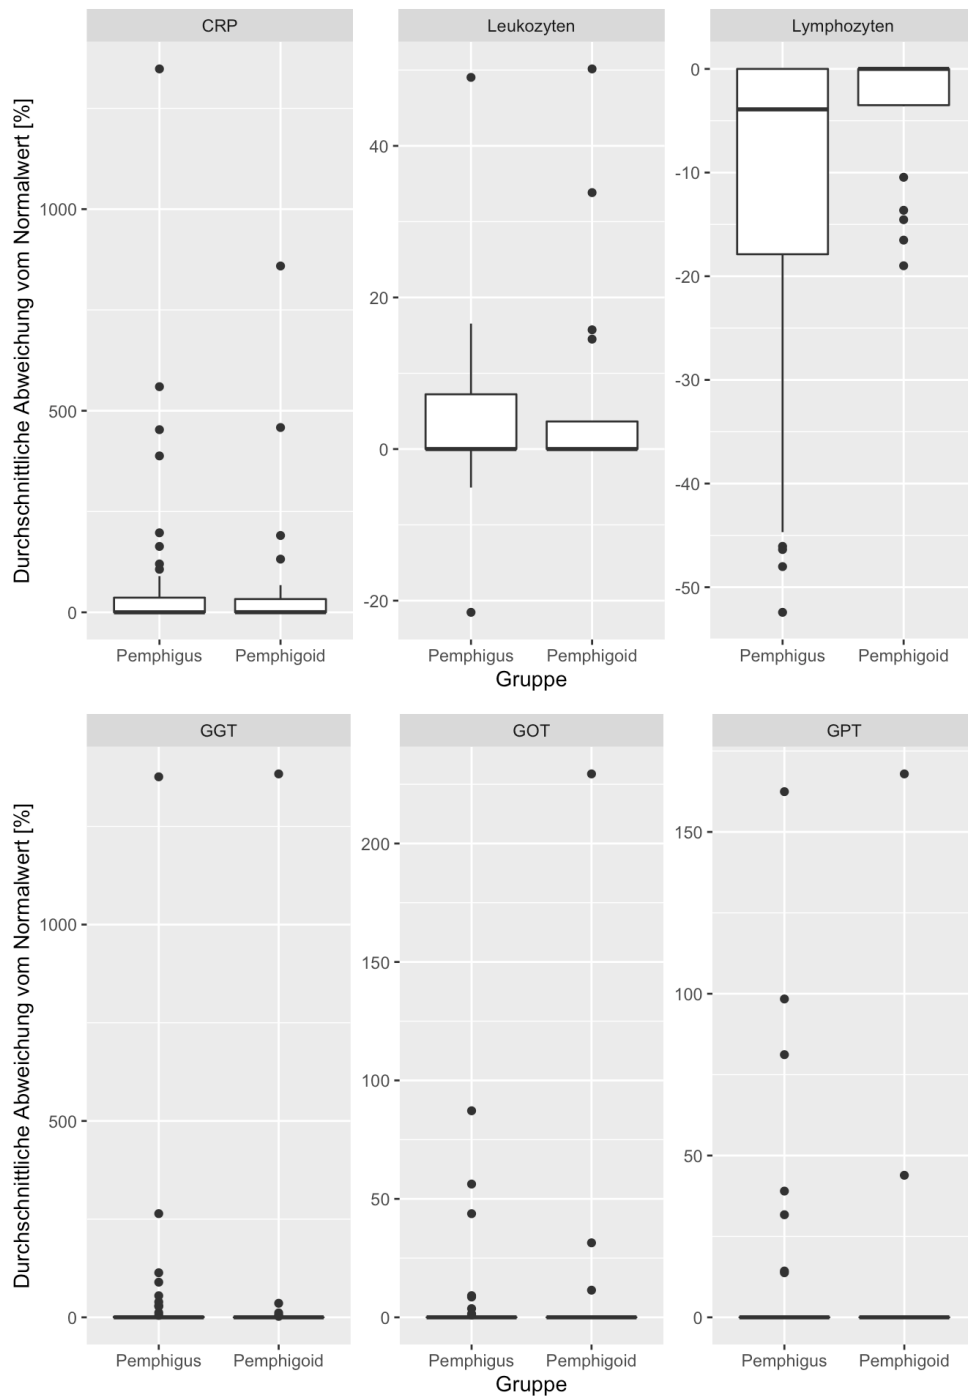 CRP
Leukozyten
Lymphozyten
Durchschnittliche Abweichung vom Normalwert [%]
1000
500
0
40
20
0
-20
0
-10
-20
-30
-40
-50
Pemphigus Pemphigoid
Pemphigus Pemphigoid
Pemphigus Pemphigoid
Gruppe
GGT
GOT
GPT
Durchschnittliche Abweichung vom Normalwert [%]
1000
500
0
200
150
100
50
0
150
100
50
0
Pemphigus Pemphigoid
Pemphigus Pemphigoid
Pemphigus Pemphigoid
Gruppe